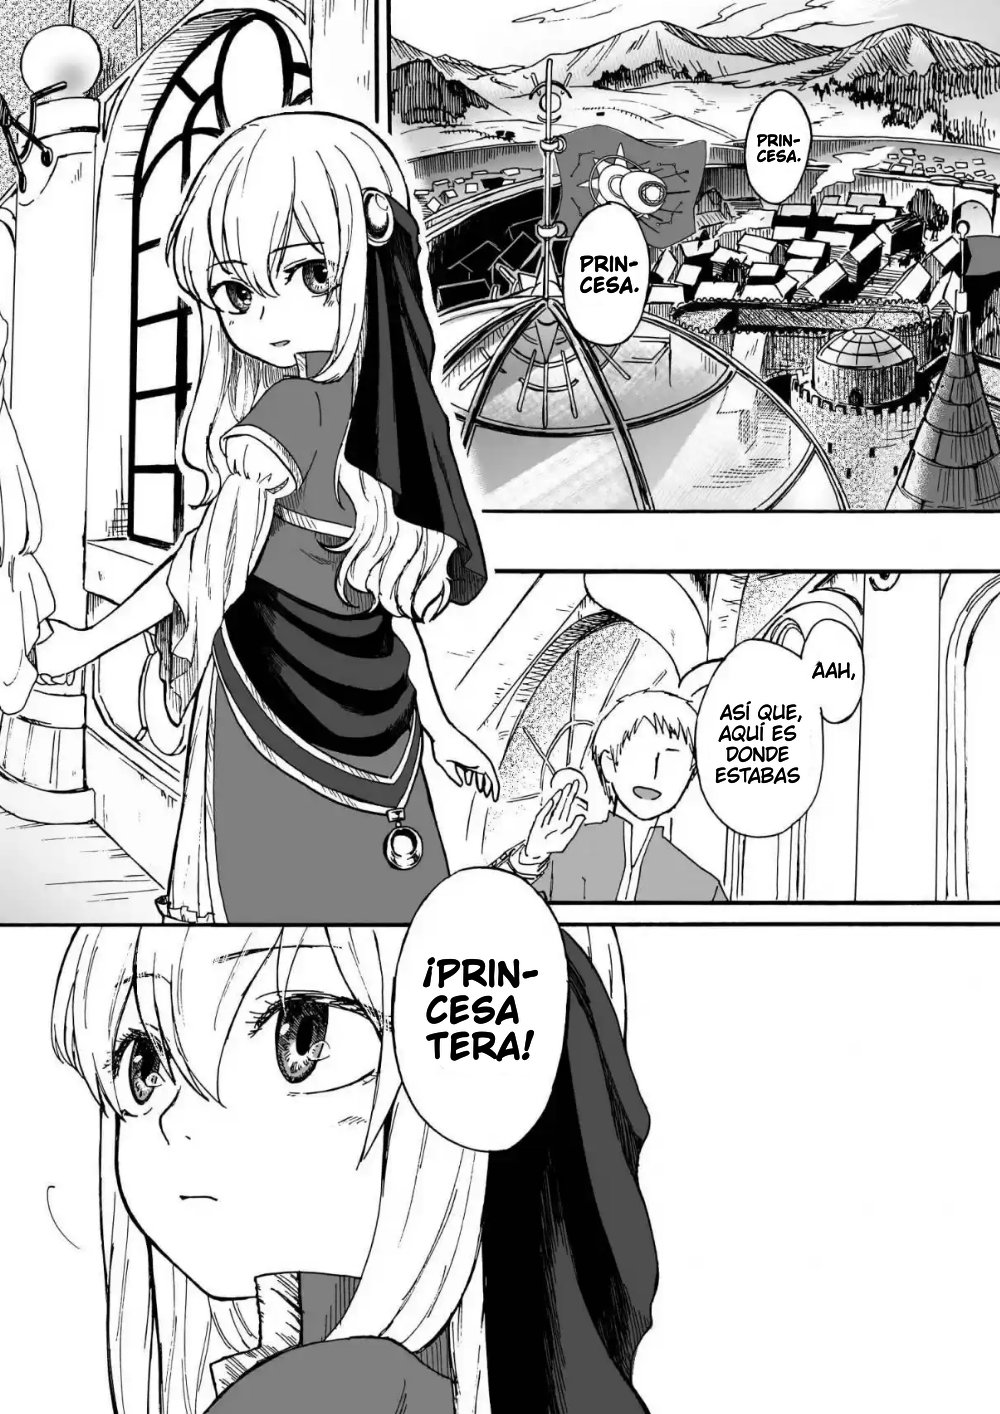 PRIN-
CESA.
PRIN-
CESA.
AAH,
ASÍ QUE,
AQUÍ ES
DONDE
ESTABAS
¡PRIN-
CESA
TERA!